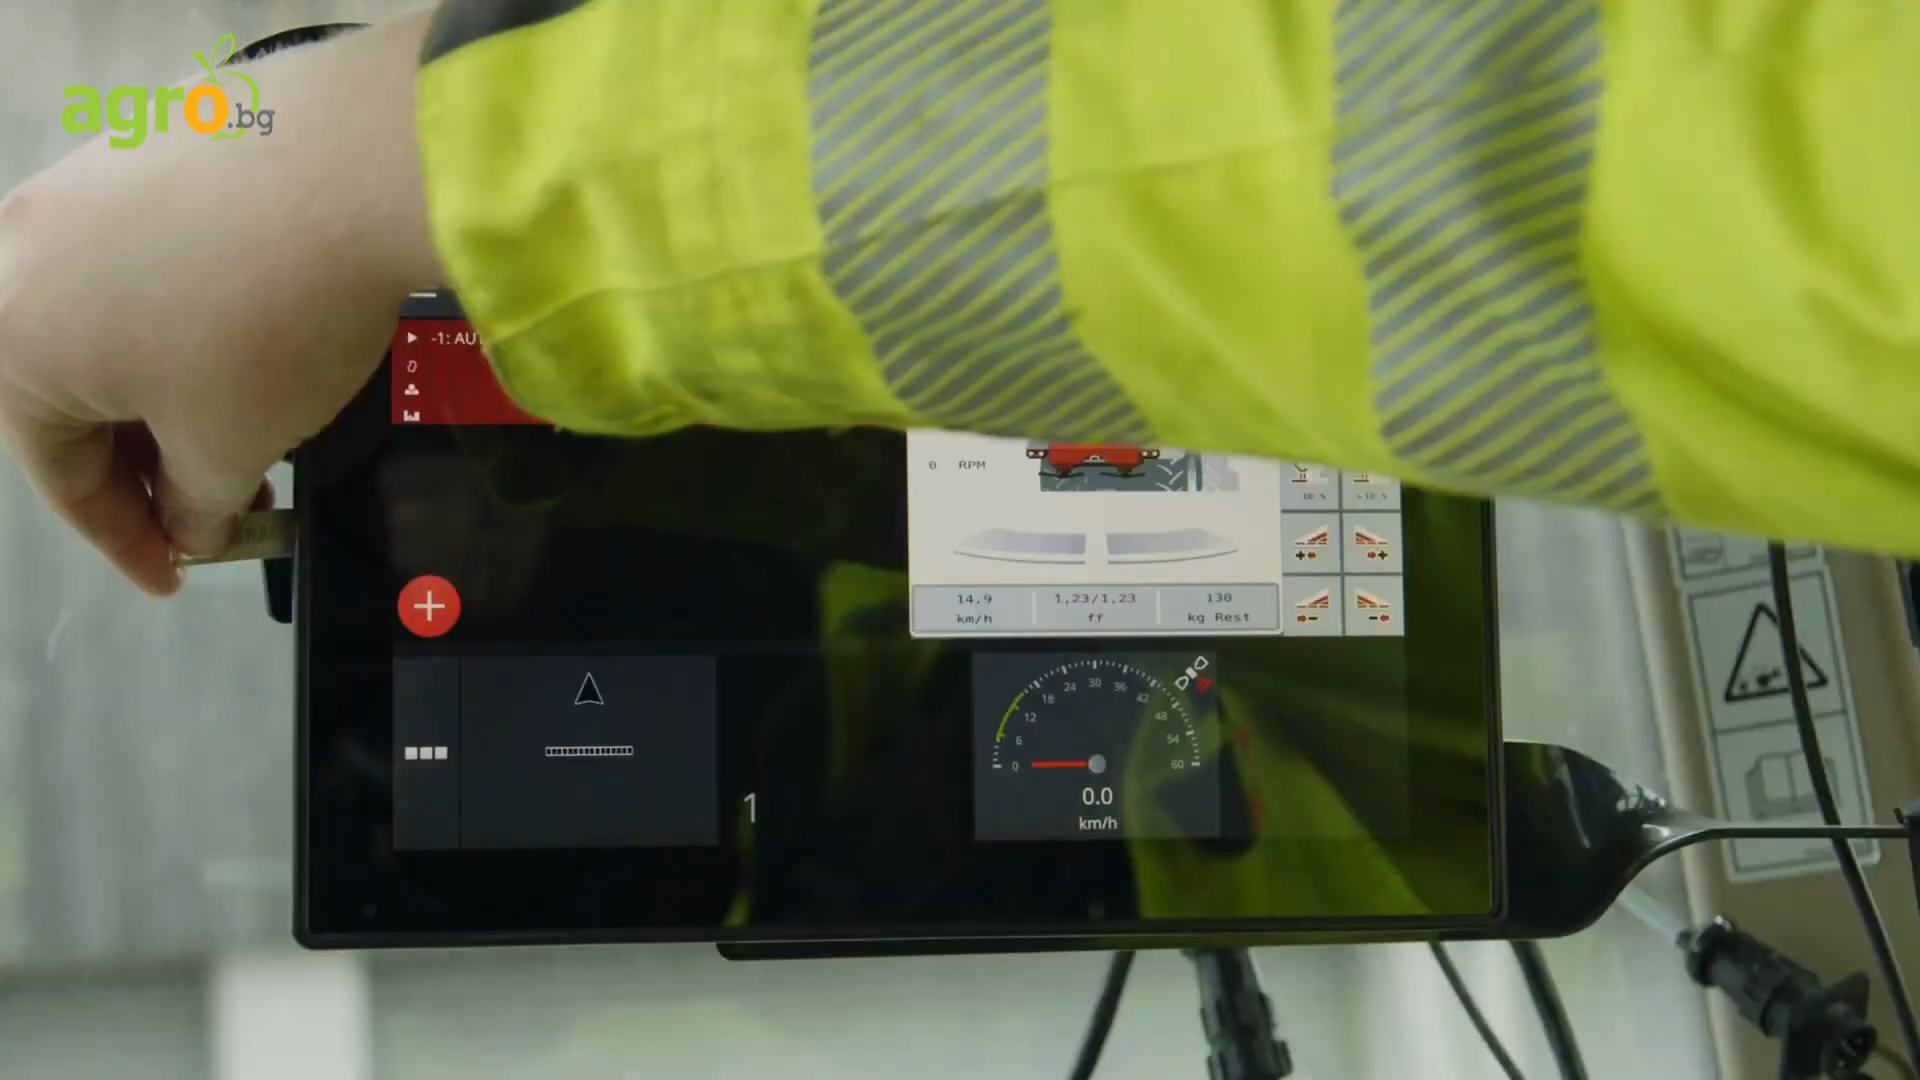 agro.bg
-1: AU
0 RPM
14.9 km/h
1,23/1.23 ff
130 kg Rest
0 6 12 18 24 30 36 42 48 54 60
1
0.0
km/h